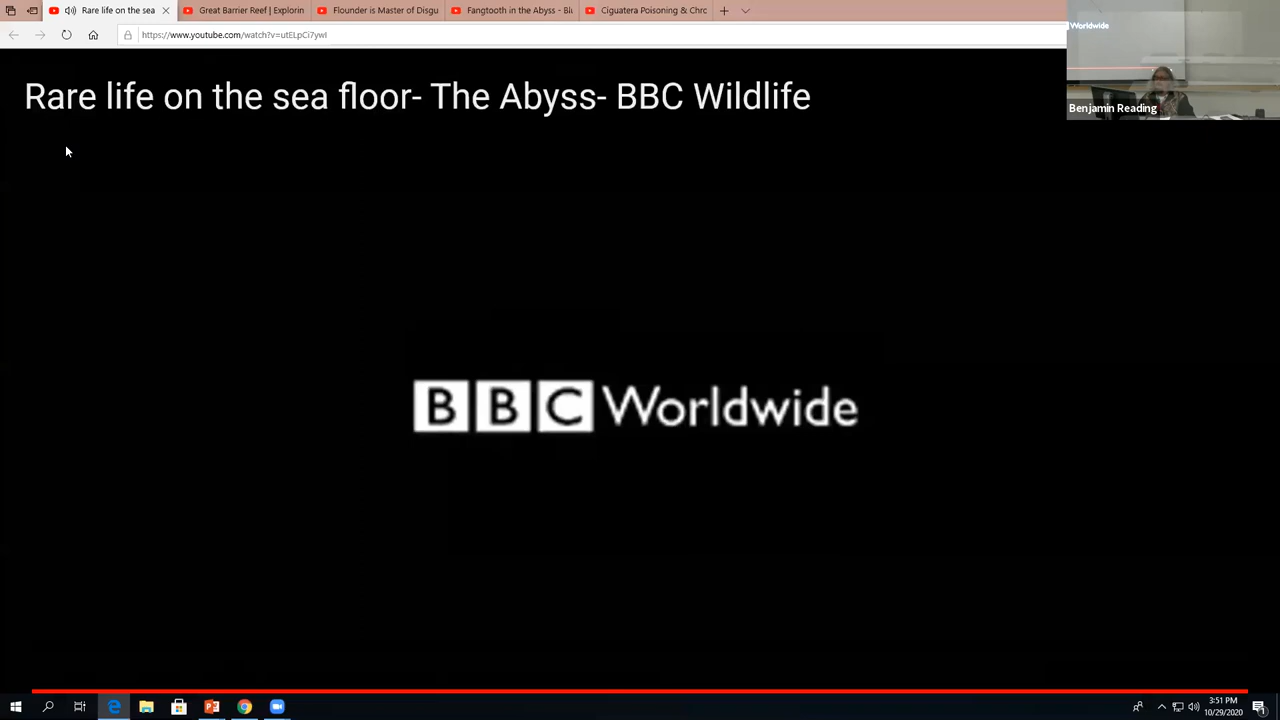 Rare life on the sea
Great Barrier Reef | Explorin
Flounder is Master of Disgu
Fangtooth in the Abyss - Bl
Ciguatera Poisoning & Chrc
https://www.youtube.com/watch?v=utELpCi7ywI
Worldwide
Rare life on the sea floor- The Abyss- BBC Wildlife
Benjamin Reading
BBC Worldwide
3:51 PM
10/29/2020
1